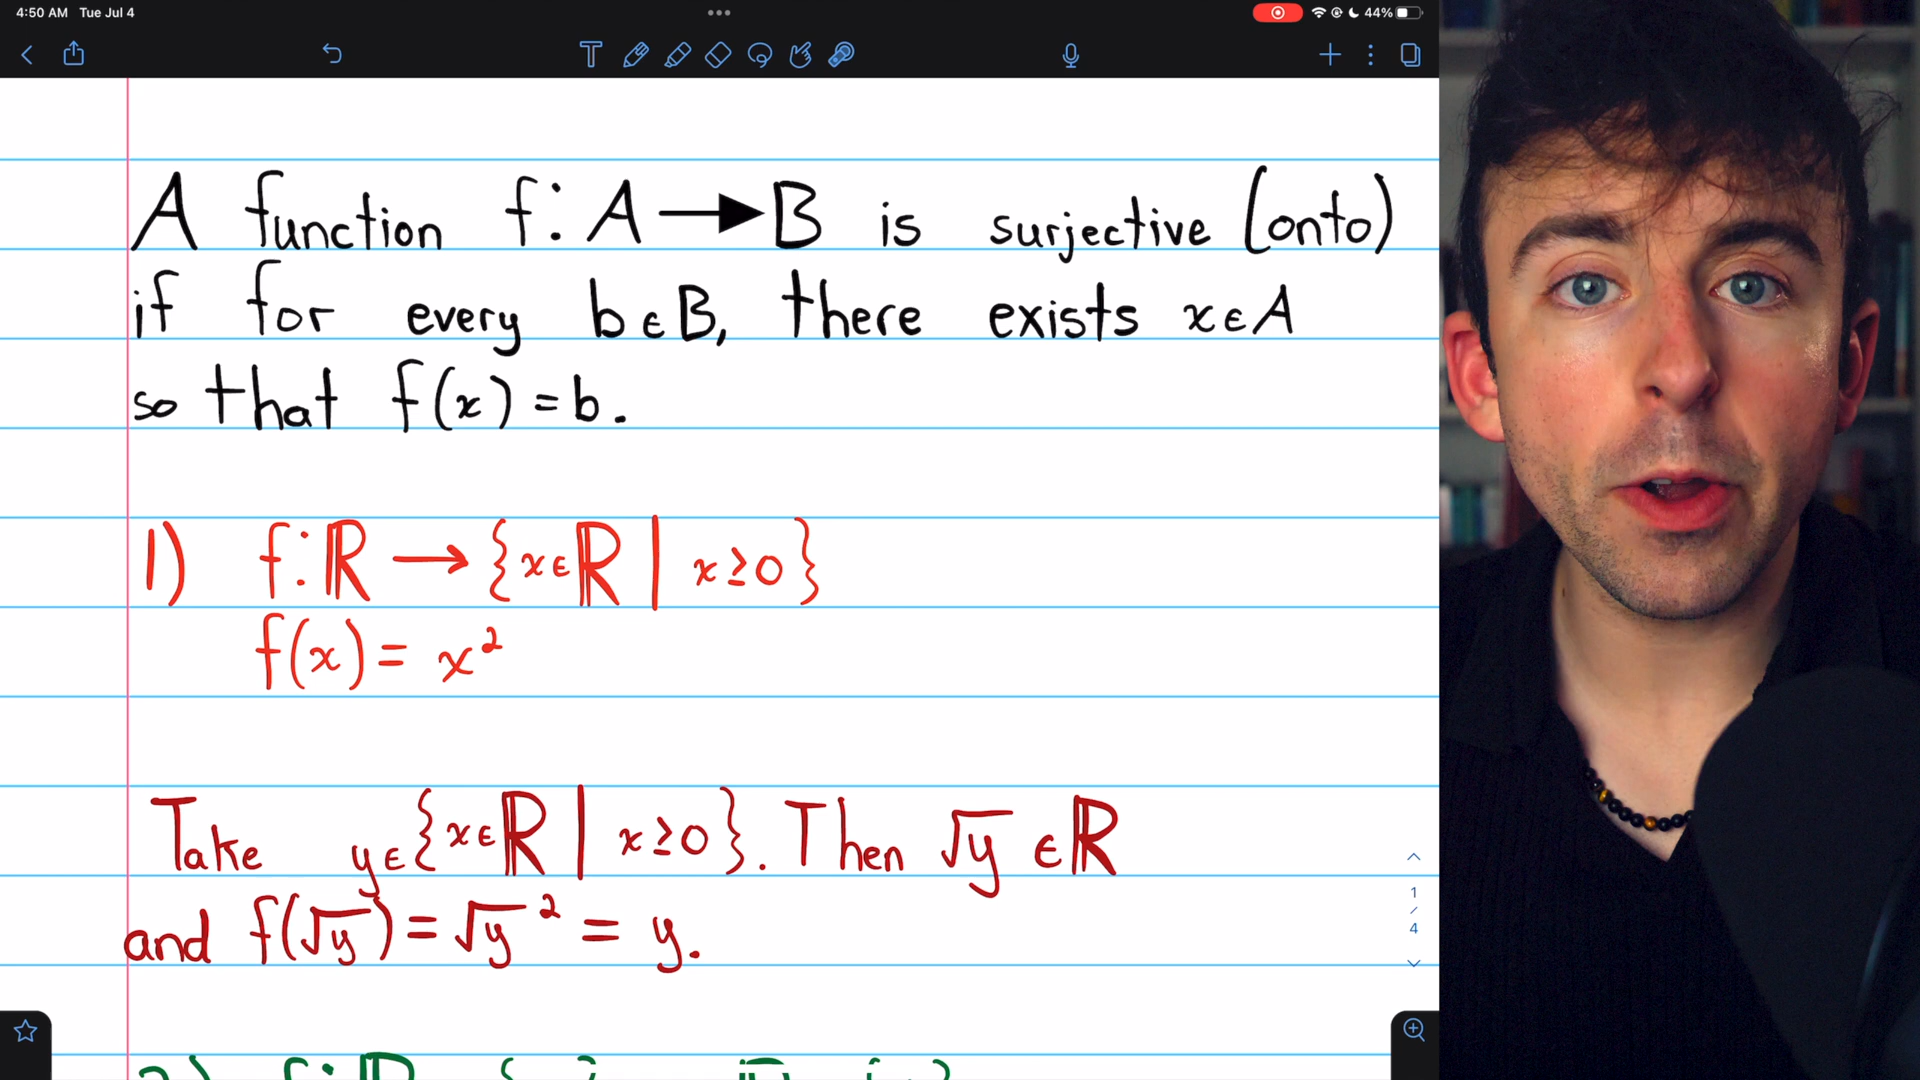 4:50 AM Tue Jul 4
44%
A function f: A → B is surjective (onto)
if for every b ∈ B, there exists x ∈ A
so that f(x) = b.
1) f: ℝ → {x ∈ ℝ | x ≥ 0}
f(x) = x²
Take y ∈ {x ∈ ℝ | x ≥ 0}. Then √y ∈ ℝ
and f(√y) = √y² = y.
1
/
4